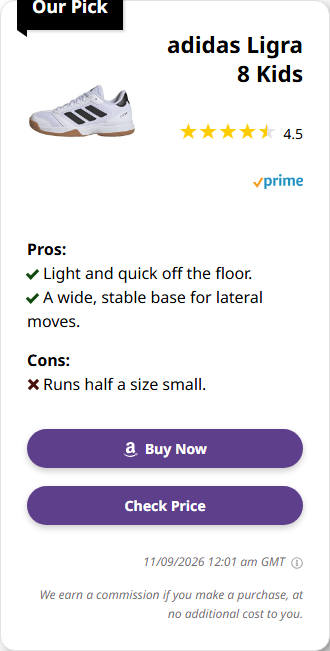 Our Pick
adidas Ligra
8 Kids
4.5
prime
Pros:
Light and quick off the floor.
A wide, stable base for lateral
moves.
Cons:
Runs half a size small.
Buy Now
Check Price
11/09/2026 12:01 am GMT
We earn a commission if you make a purchase, at
no additional cost to you.